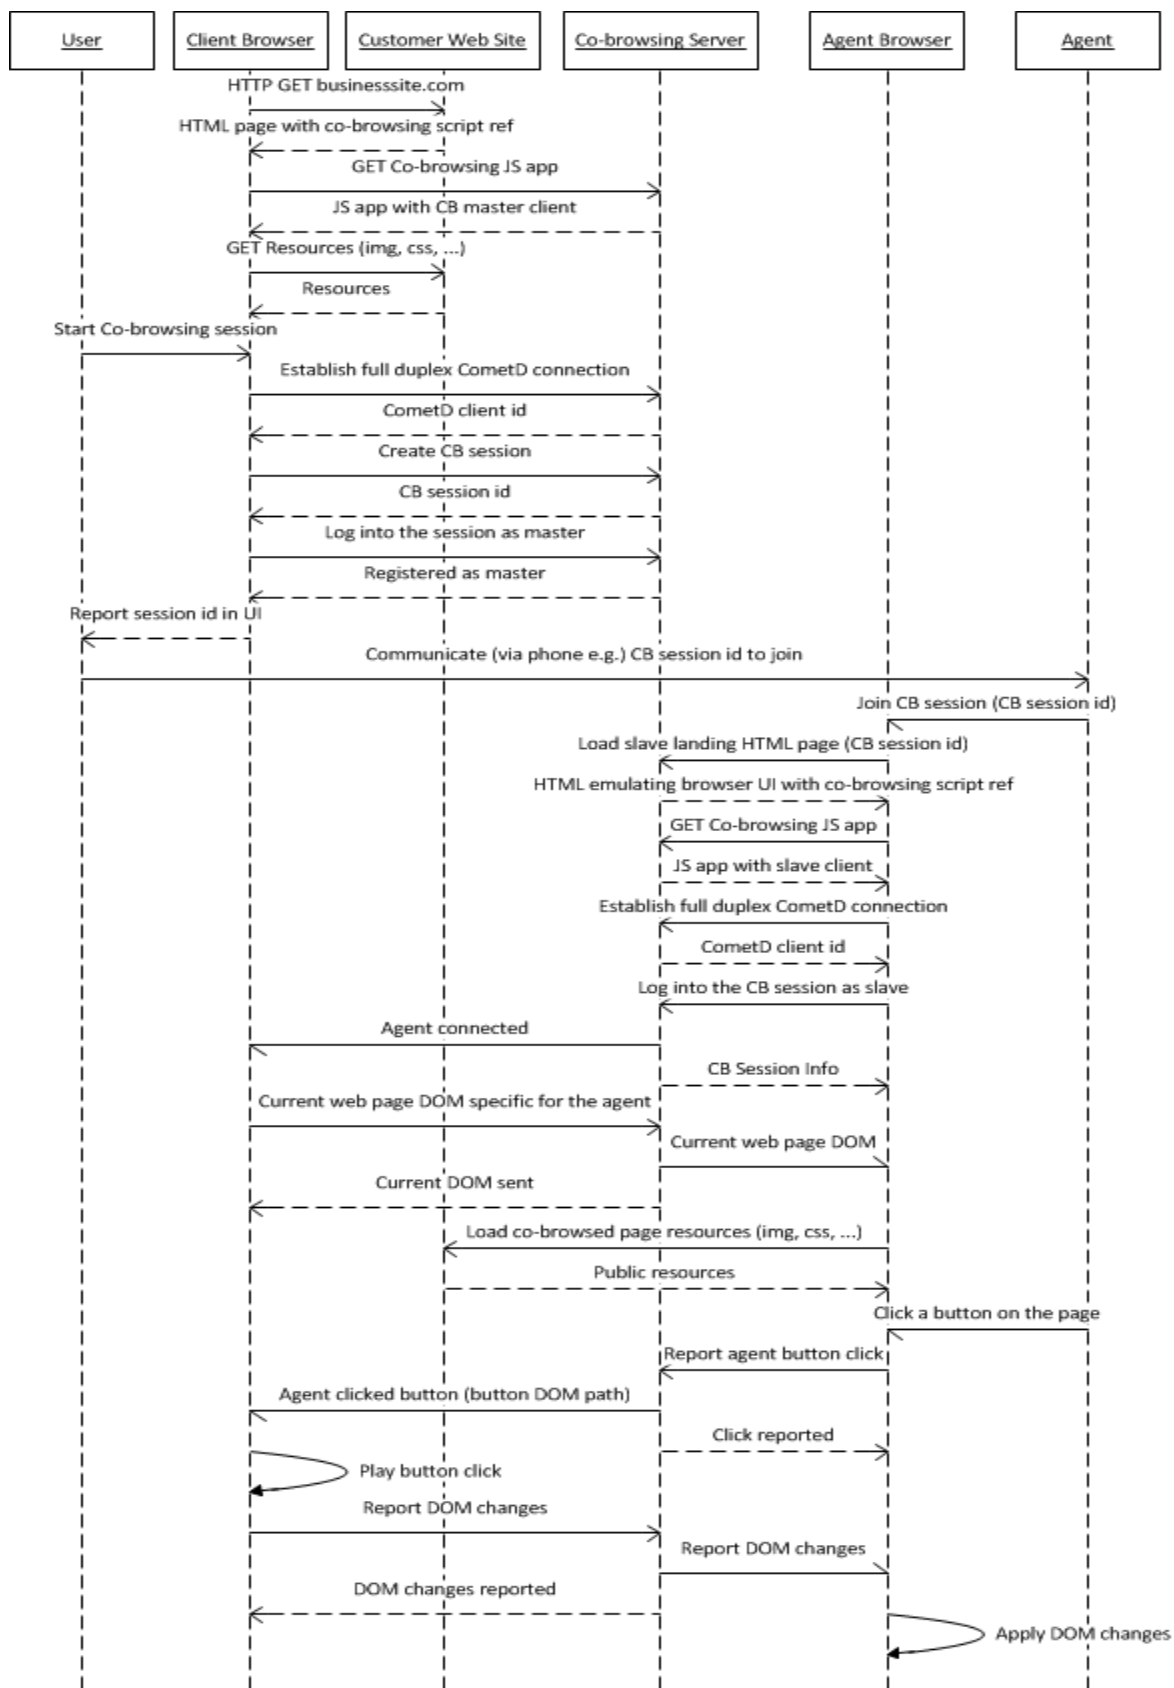 User
Client Browser
Customer Web Site
Co-browsing Server
Agent Browser
Agent
HTTP GET businesssite.com
HTML page with co-browsing script ref
GET Co-browsing JS app
JS app with CB master client
GET Resources (img, css, ...)
Resources
Start Co-browsing session
Establish full duplex CometD connection
CometD client id
Create CB session
CB session id
Log into the session as master
Registered as master
Report session id in UI
Communicate (via phone e.g.) CB session id to join
Join CB session (CB session id)
Load slave landing HTML page (CB session id)
HTML emulating browser UI with co-browsing script ref
GET Co-browsing JS app
JS app with slave client
Establish full duplex CometD connection
CometD client id
Log into the CB session as slave
Agent connected
CB Session Info
Current web page DOM specific for the agent
Current web page DOM
Current DOM sent
Load co-browsed page resources (img, css, ...)
Public resources
Click a button on the page
Report agent button click
Agent clicked button (button DOM path)
Click reported
Play button click
Report DOM changes
Report DOM changes
DOM changes reported
Apply DOM changes